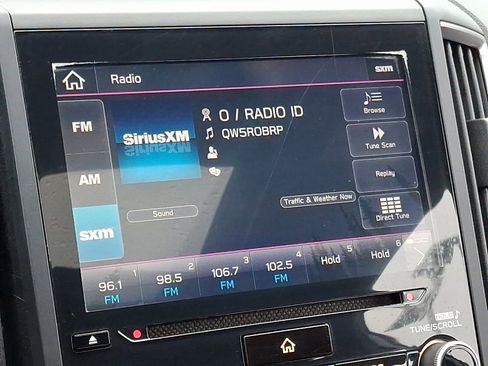 Radio
sxm
FM
SiriusXM
O / RADIO ID
QW5R0BRP
Browse
Tune Scan
AM
Replay
Traffic & Weather Now
Sound
sxm
Direct Tune
1
96.1
FM
2
98.5
FM
3
106.7
FM
4
102.5
FM
5
Hold
6
Hold
HOLD
TUNE/SCROLL